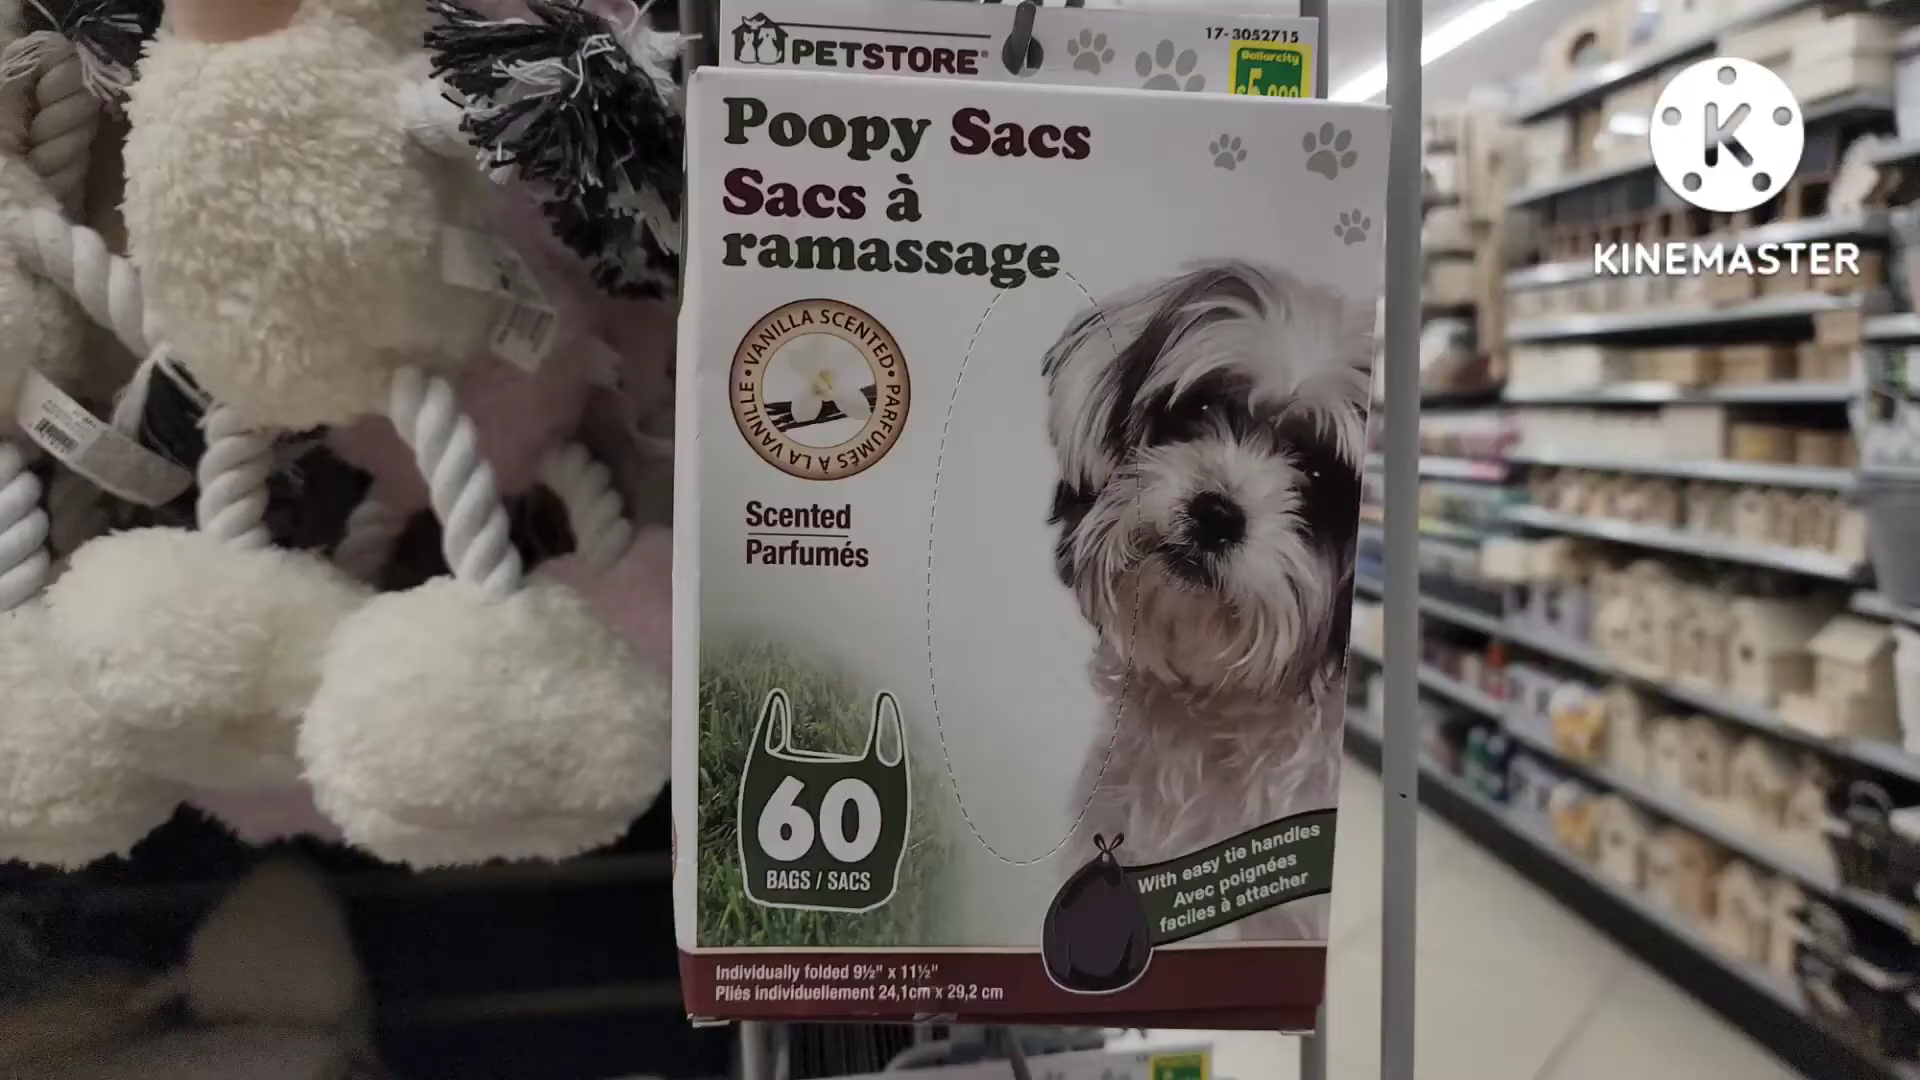 PETSTORE®
17-3052715
Dollarcity
Poopy Sacs
Sacs à
ramassage
VANILLA SCENTED • PARFUMÉS À LA VANILLE •
Scented
Parfumés
60
BAGS / SACS
With easy tie handles
Avec poignées
faciles à attacher
Individually folded 9½" x 11½"
Pliés individuellement 24,1cm x 29,2 cm
K
KINEMASTER